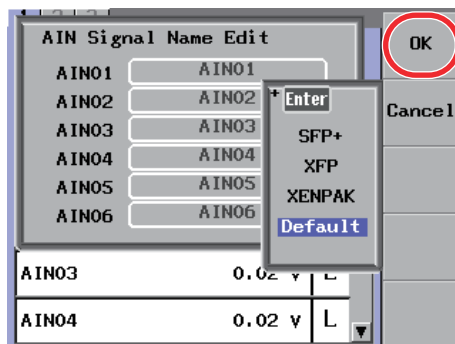 AIN Signal Name Edit
AIN01 AIN01
AIN02 AIN02
AIN03 AIN03
AIN04 AIN04
AIN05 AIN05
AIN06 AIN06
+ Enter
SFP+
XFP
XENPAK
Default
OK
Cancel
AIN03 0.02 v L
AIN04 0.02 v L